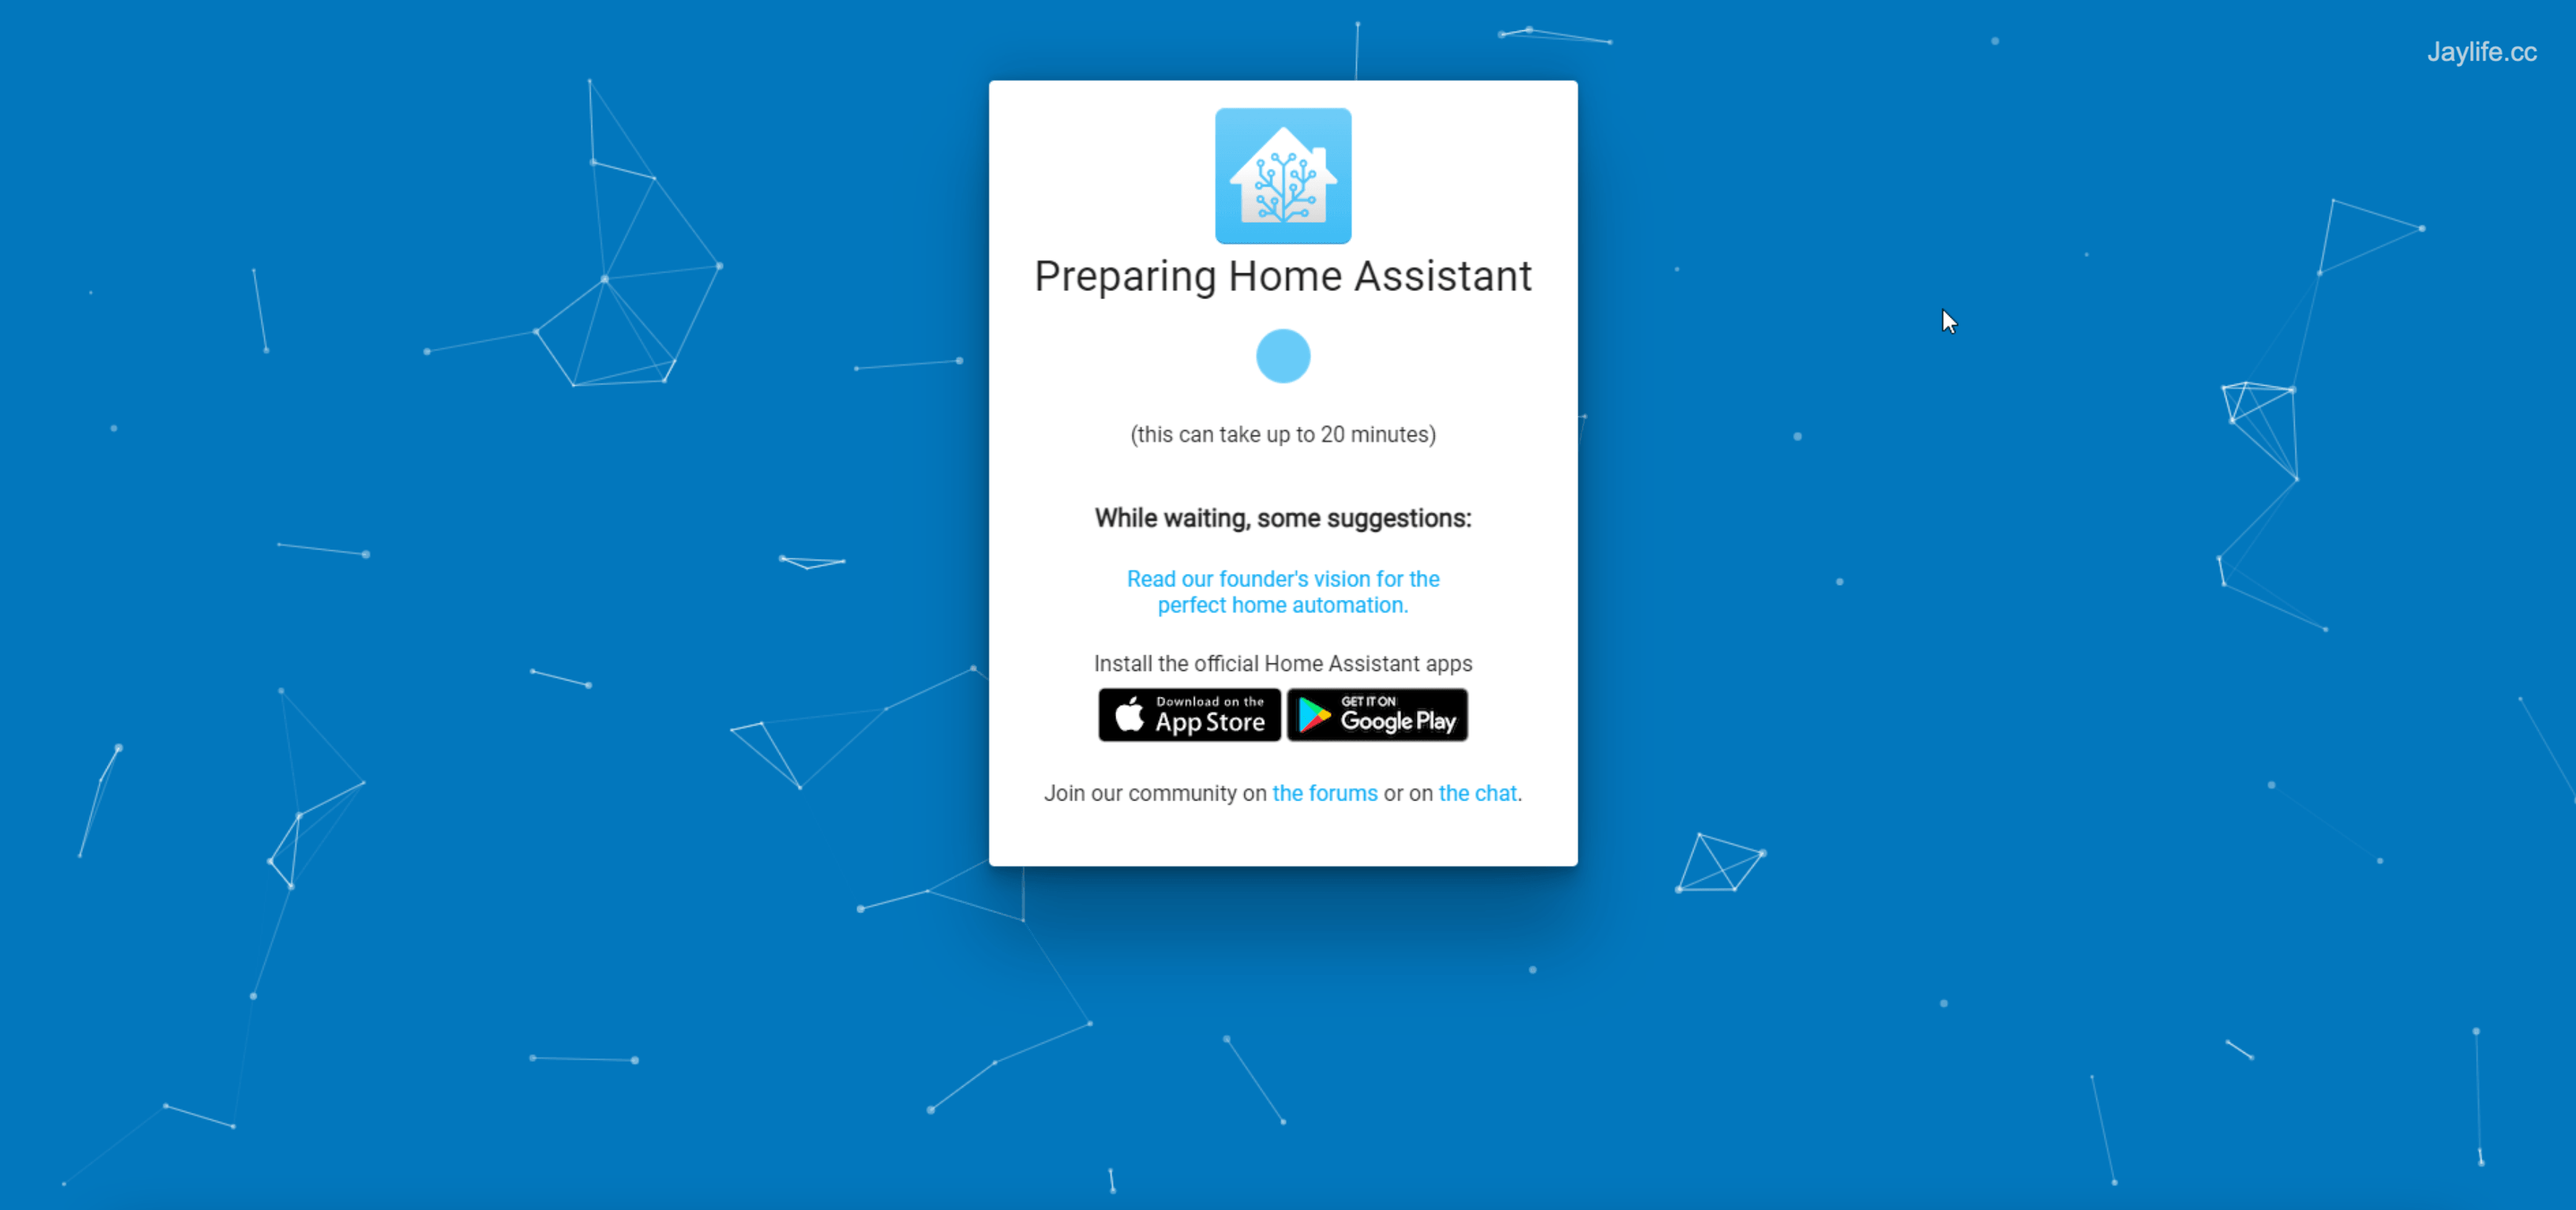 Jaylife.cc
Preparing Home Assistant
(this can take up to 20 minutes)
While waiting, some suggestions:
Read our founder's vision for the
perfect home automation.
Install the official Home Assistant apps
Download on the
App Store
GET IT ON
Google Play
Join our community on the forums or on the chat.